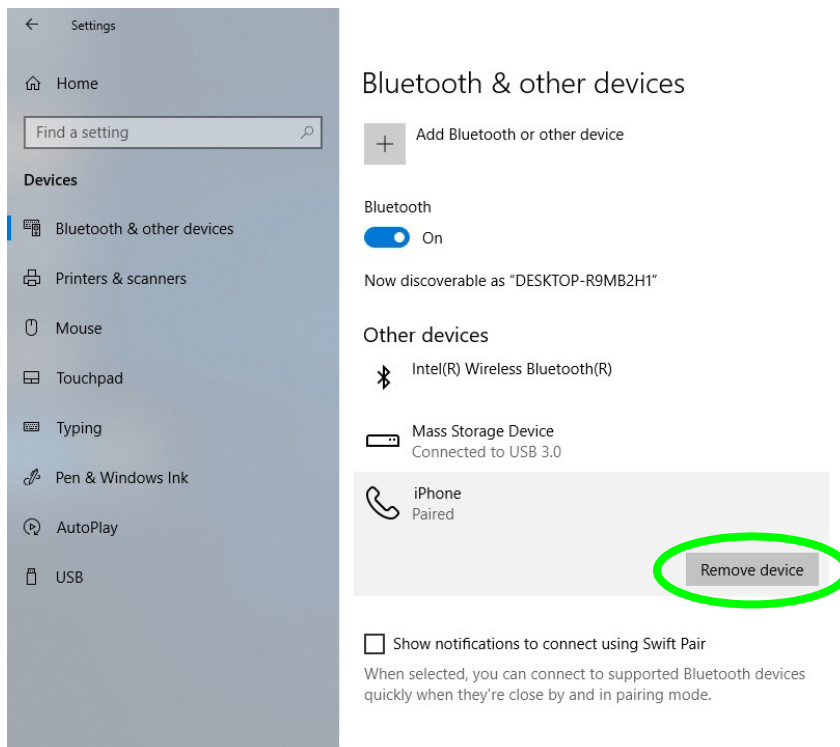 Settings
Home
Find a setting
Devices
Bluetooth & other devices
Printers & scanners
Mouse
Touchpad
Typing
Pen & Windows Ink
AutoPlay
USB
Bluetooth & other devices
Add Bluetooth or other device
Bluetooth
On
Now discoverable as “DESKTOP-R9MB2H1”
Other devices
Intel(R) Wireless Bluetooth(R)
Mass Storage Device
Connected to USB 3.0
iPhone
Paired
Remove device
Show notifications to connect using Swift Pair
When selected, you can connect to supported Bluetooth devices
quickly when they're close by and in pairing mode.